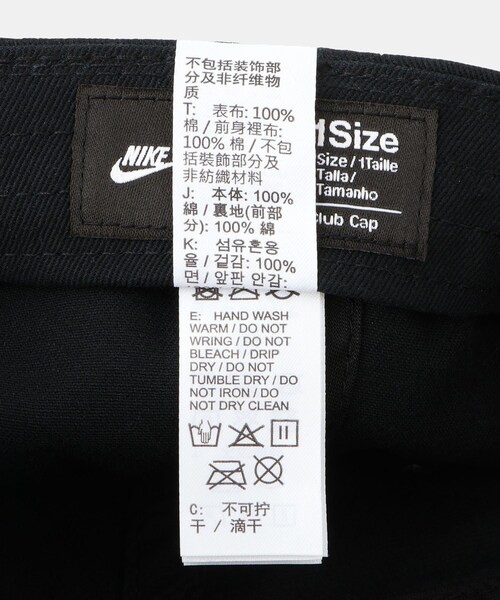 不包括装饰部
分及非纤维物
质
T: 表布: 100%
棉 / 前身裡布:
100% 棉 / 不包
括裝飾部分及
非紡織材料
J: 本体: 100%
綿 / 裏地(前部
分): 100% 綿
K: 섬유혼용
율 / 겉감: 100%
면 / 앞판 안감:
E: HAND WASH
WARM / DO NOT
WRING / DO NOT
BLEACH / DRIP
DRY / DO NOT
TUMBLE DRY / DO
NOT IRON / DO
NOT DRY CLEAN
C: 不可拧
干 / 滴干
NIKE
1Size
Size / 1Taille
Talla /
Tamanho
Club Cap